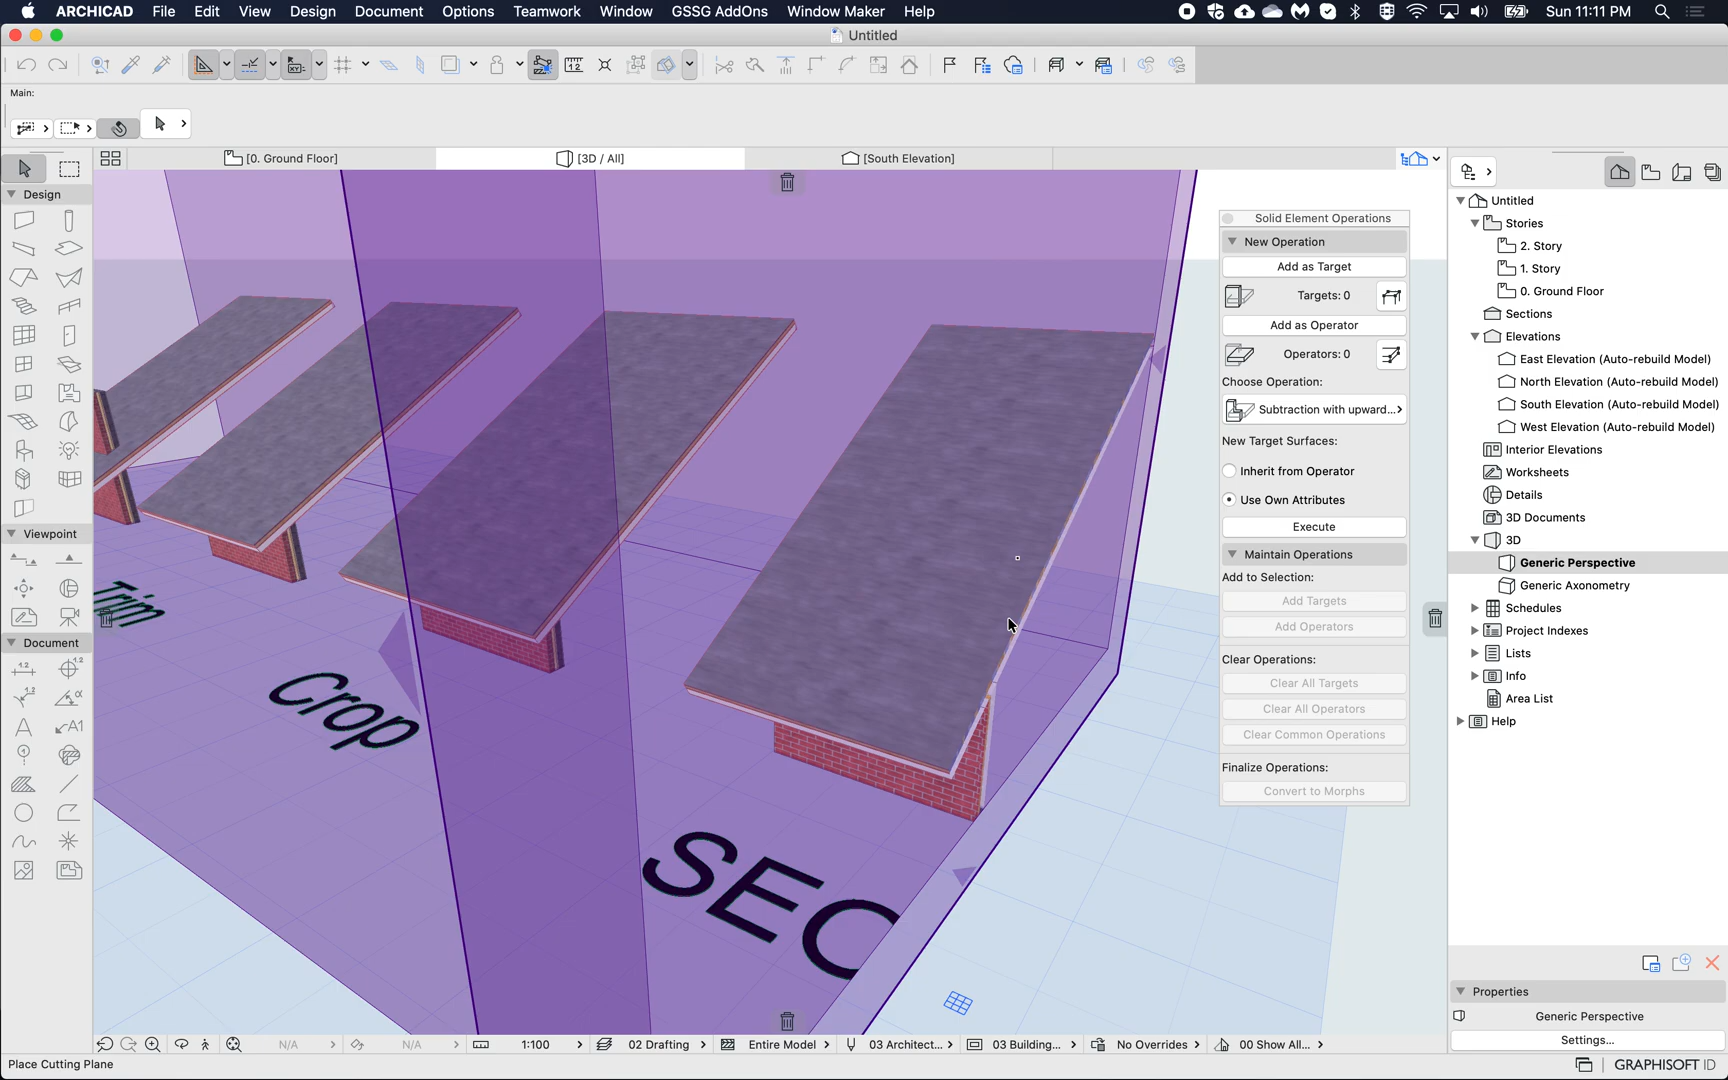 ARCHICAD File Edit View Design Document Options Teamwork Window GSSG AddOns Window Maker Help Sun 11:11 PM
Untitled
Main:
[0. Ground Floor] [3D / All] [South Elevation]
Design
Viewpoint
Document
1.2
A1
A
Trim
Crop
SEC
Solid Element Operations
New Operation
Add as Target
Targets: 0
Add as Operator
Operators: 0
Choose Operation:
Subtraction with upward...
New Target Surfaces:
Inherit from Operator
Use Own Attributes
Execute
Maintain Operations
Add to Selection:
Add Targets
Add Operators
Clear Operations:
Clear All Targets
Clear All Operators
Clear Common Operations
Finalize Operations:
Convert to Morphs
Untitled
Stories
2. Story
1. Story
0. Ground Floor
Sections
Elevations
East Elevation (Auto-rebuild Model)
North Elevation (Auto-rebuild Model)
South Elevation (Auto-rebuild Model)
West Elevation (Auto-rebuild Model)
Interior Elevations
Worksheets
Details
3D Documents
3D
Generic Perspective
Generic Axonometry
Schedules
Project Indexes
Lists
Info
Area List
Help
Properties
Generic Perspective
Settings...
N/A N/A 1:100 02 Drafting Entire Model 03 Architect... 03 Building... No Overrides 00 Show All...
Place Cutting Plane
GRAPHISOFT ID